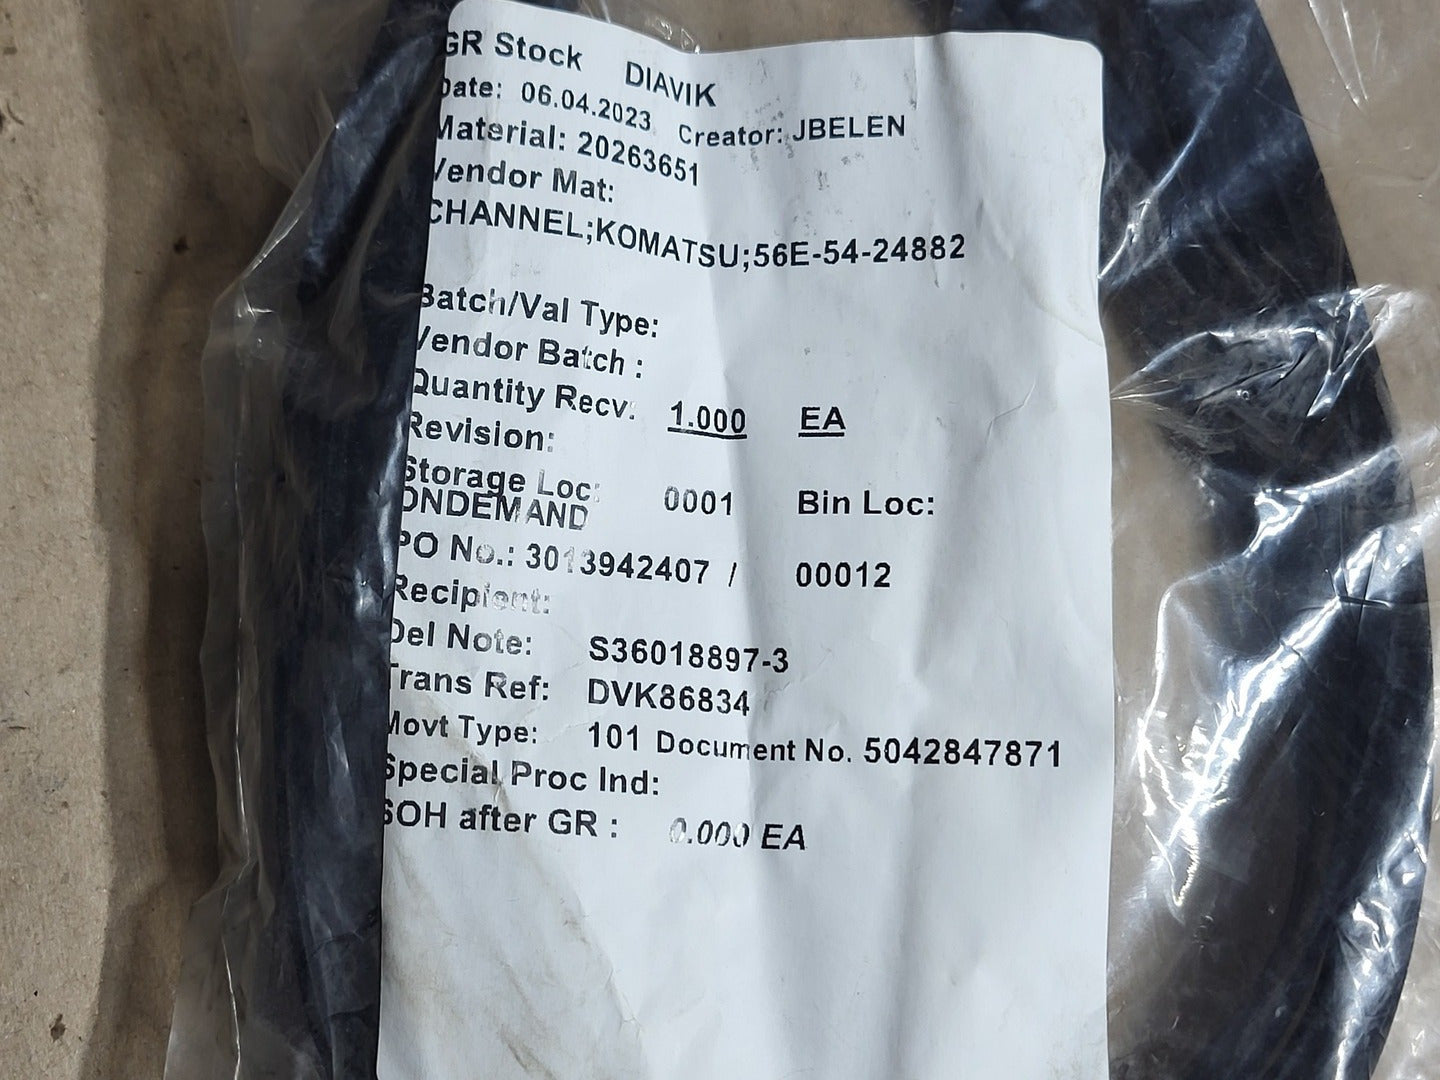 GR Stock DIAVIK
Date: 06.04.2023 Creator: JBELEN
Material: 20263651
Vendor Mat:
CHANNEL;KOMATSU;56E-54-24882
Batch/Val Type:
Vendor Batch :
Quantity Recv: 1.000 EA
Revision:
Storage Loc: 0001 Bin Loc:
ONDEMAND
PO No.: 3013942407 / 00012
Recipient:
Del Note: S36018897-3
Trans Ref: DVK86834
Movt Type: 101 Document No. 5042847871
Special Proc Ind:
SOH after GR : 0.000 EA